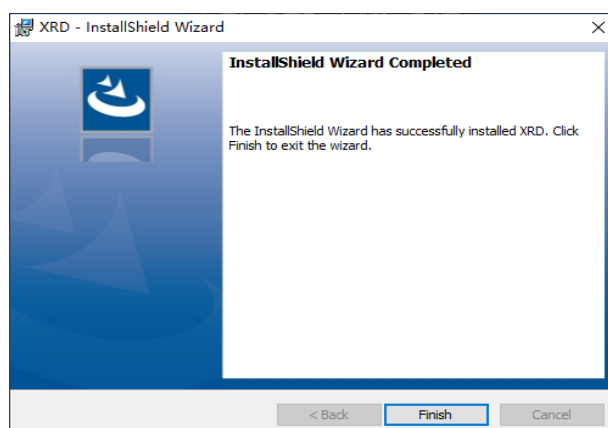 XRD - InstallShield Wizard
InstallShield Wizard Completed
The InstallShield Wizard has successfully installed XRD. Click
Finish to exit the wizard.
< Back
Finish
Cancel